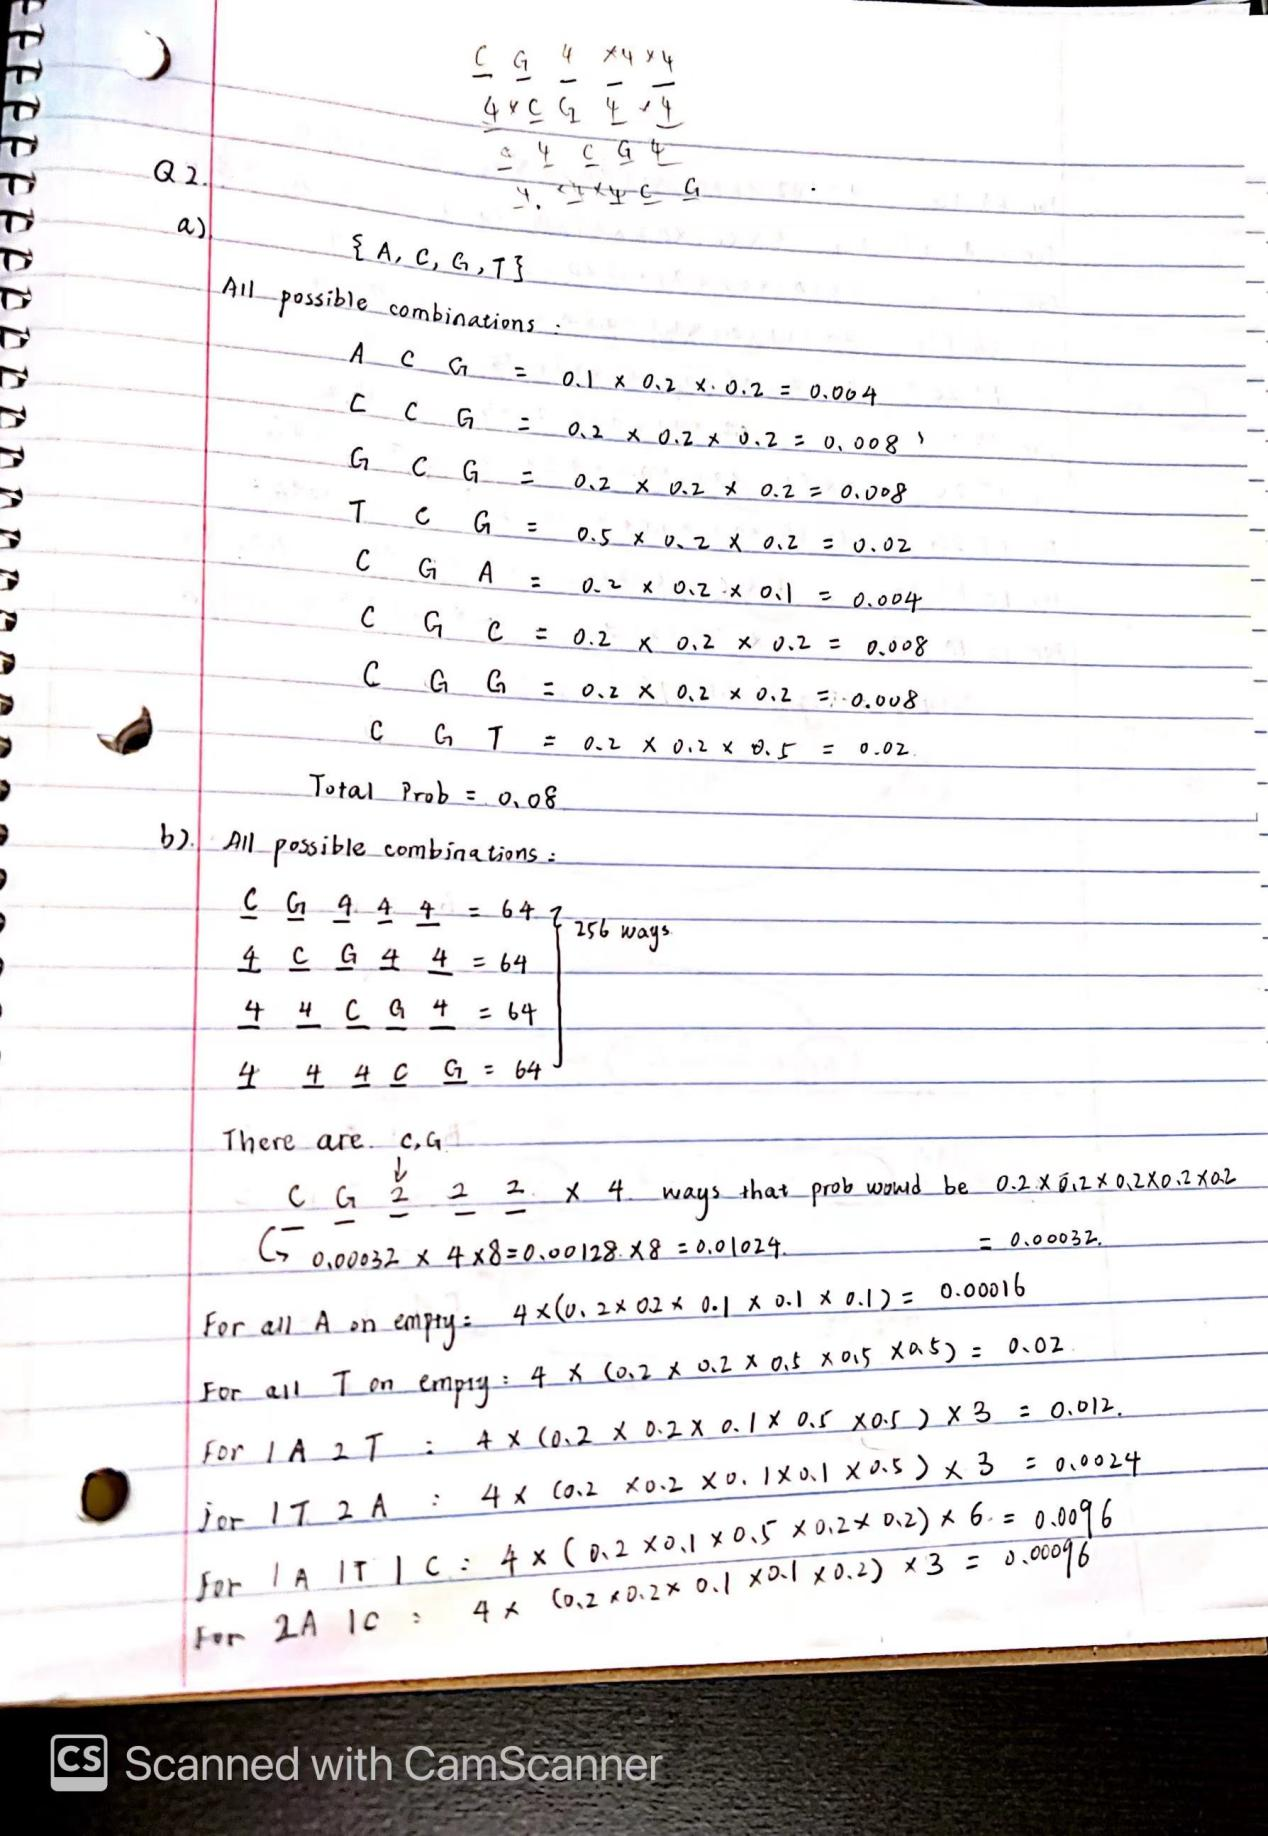 C G 4 ×4 ×4
4 × C G 4 × 4
4 C G 4
4. ×4×4 C G
Q2.
a)
{ A, C, G, T }
All possible combinations :
A C G = 0.1 × 0.2 × 0.2 = 0.004
C C G = 0.2 × 0.2 × 0.2 = 0.008
G C G = 0.2 × 0.2 × 0.2 = 0.008
T C G = 0.5 × 0.2 × 0.2 = 0.02
C G A = 0.2 × 0.2 × 0.1 = 0.004
C G C = 0.2 × 0.2 × 0.2 = 0.008
C G G = 0.2 × 0.2 × 0.2 = 0.008
C G T = 0.2 × 0.2 × 0.5 = 0.02
Total Prob = 0.08
b). All possible combinations :
C G 4 4 4 = 64
256 ways
4 C G 4 4 = 64
4 4 C G 4 = 64
4 4 4 C G = 64
There are C,G
↓
C G 2 2 2 × 4 ways that prob would be 0.2 × 0.2 × 0.2 × 0.2 × 0.2
0.00032 × 4 × 8 = 0.00128 × 8 = 0.01024. = 0.00032.
For all A on empty : 4 × (0.2 × 0.2 × 0.1 × 0.1 × 0.1) = 0.00016
For all T on empty : 4 × (0.2 × 0.2 × 0.5 × 0.5 × 0.5) = 0.02
For 1 A 2 T : 4 × (0.2 × 0.2 × 0.1 × 0.5 × 0.5) × 3 = 0.012.
for 1 T 2 A : 4 × (0.2 × 0.2 × 0.1 × 0.1 × 0.5) × 3 = 0.0024
for 1 A 1 T 1 C : 4 × (0.2 × 0.1 × 0.5 × 0.2 × 0.2) × 6 = 0.0096
For 2A 1C : 4 × (0.2 × 0.2 × 0.1 × 0.1 × 0.2) × 3 = 0.00096
CS Scanned with CamScanner